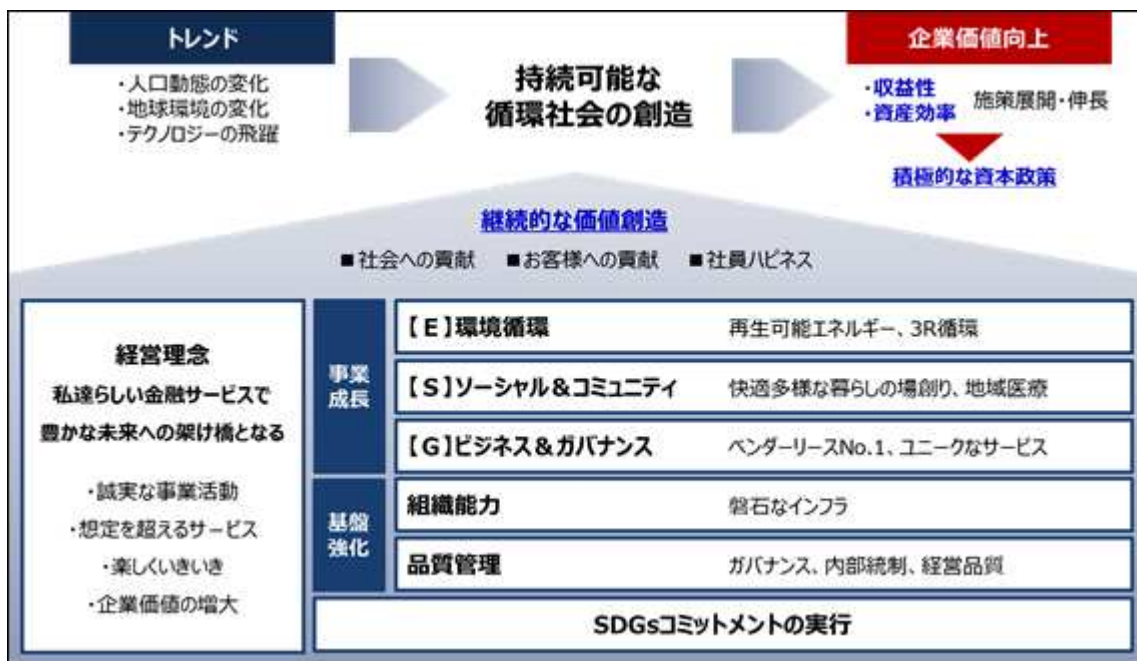 トレンド
・人口動態の変化
・地球環境の変化
・テクノロジーの飛躍
持続可能な
循環社会の創造
企業価値向上
・収益性
・資産効率
施策展開・伸長
積極的な資本政策
継続的な価値創造
■社会への貢献 ■お客様への貢献 ■社員ハピネス
経営理念
私達らしい金融サービスで
豊かな未来への架け橋となる
・誠実な事業活動
・想定を超えるサービス
・楽しくいきいき
・企業価値の増大
事業
成長
【E】環境循環 再生可能エネルギー、3R循環
【S】ソーシャル＆コミュニティ 快適多様な暮らしの場創り、地域医療
【G】ビジネス＆ガバナンス ベンダーリースNo.1、ユニークなサービス
基盤
強化
組織能力 磐石なインフラ
品質管理 ガバナンス、内部統制、経営品質
SDGsコミットメントの実行